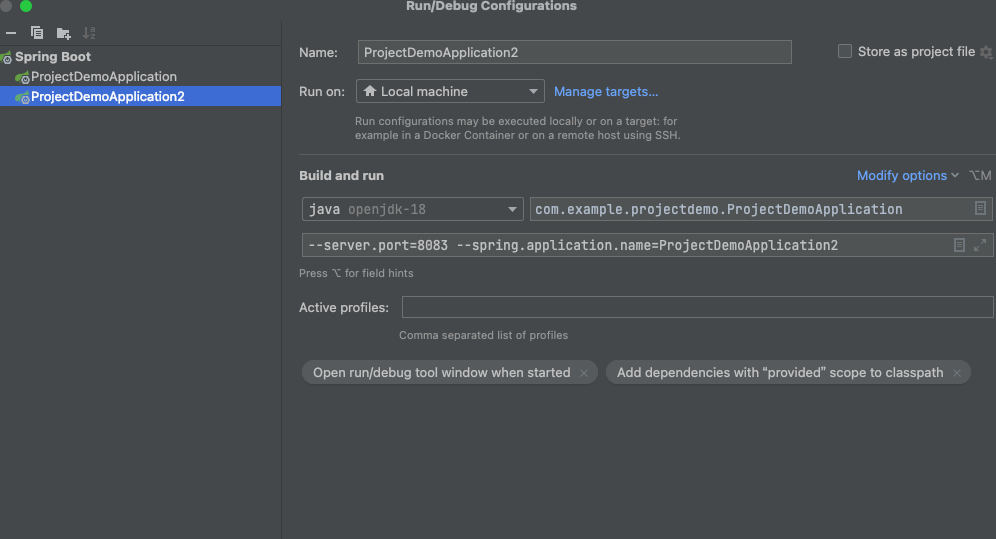 Run/Debug Configurations
Spring Boot
ProjectDemoApplication
ProjectDemoApplication2
Name: ProjectDemoApplication2 Store as project file
Run on: Local machine Manage targets...
Run configurations may be executed locally or on a target: for
example in a Docker Container or on a remote host using SSH.
Build and run Modify options ⌥M
java openjdk-18 com.example.projectdemo.ProjectDemoApplication
--server.port=8083 --spring.application.name=ProjectDemoApplication2
Press ⌥ for field hints
Active profiles:
Comma separated list of profiles
Open run/debug tool window when started × Add dependencies with “provided” scope to classpath ×